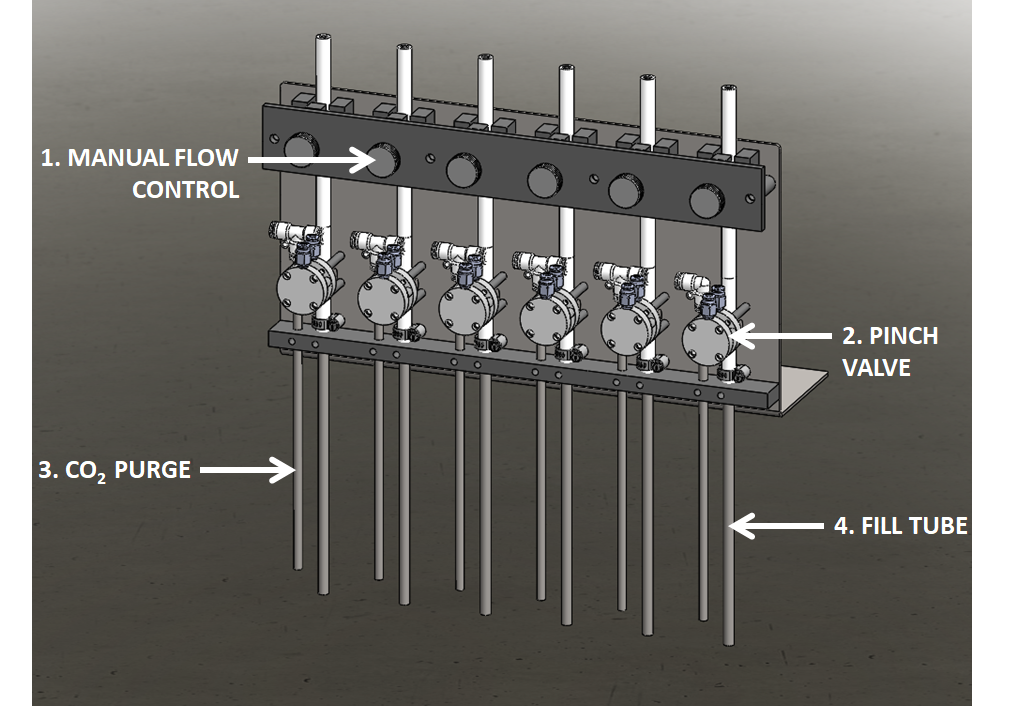 1. MANUAL FLOW
CONTROL
2. PINCH
VALVE
3. CO₂ PURGE
4. FILL TUBE